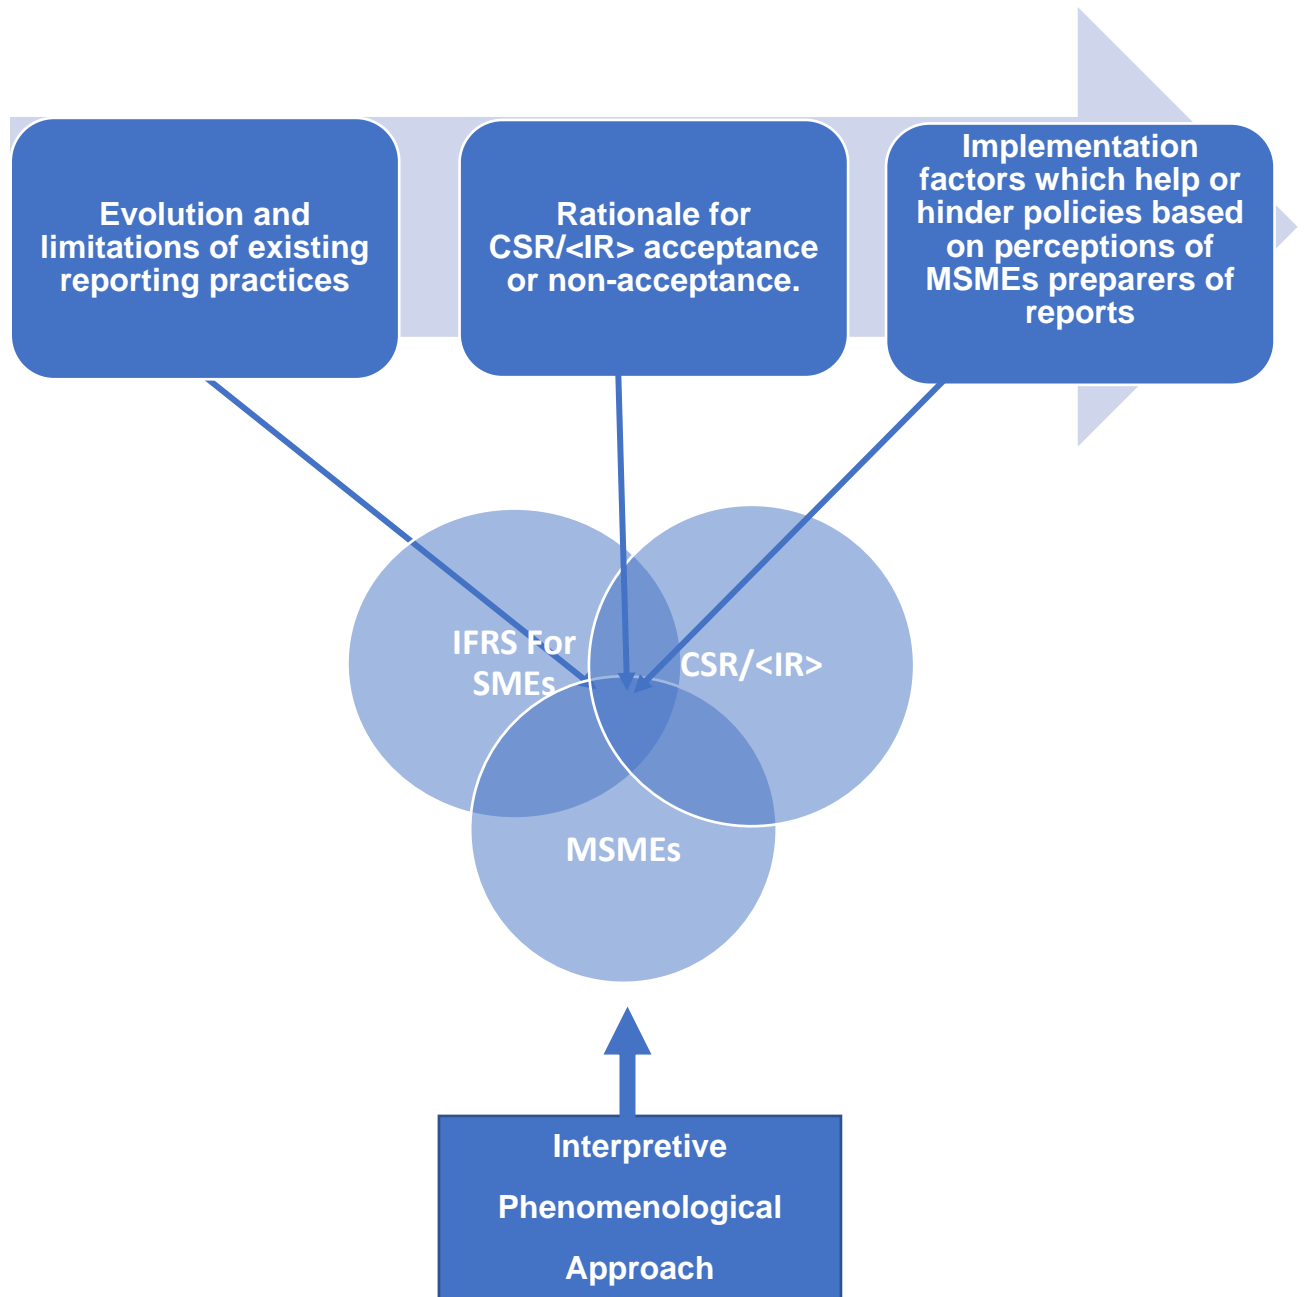 Evolution and
limitations of existing
reporting practices
Rationale for
CSR/<IR> acceptance
or non-acceptance.
Implementation
factors which help or
hinder policies based
on perceptions of
MSMEs preparers of
reports
IFRS For
SMEs
CSR/<IR>
MSMEs
Interpretive
Phenomenological
Approach